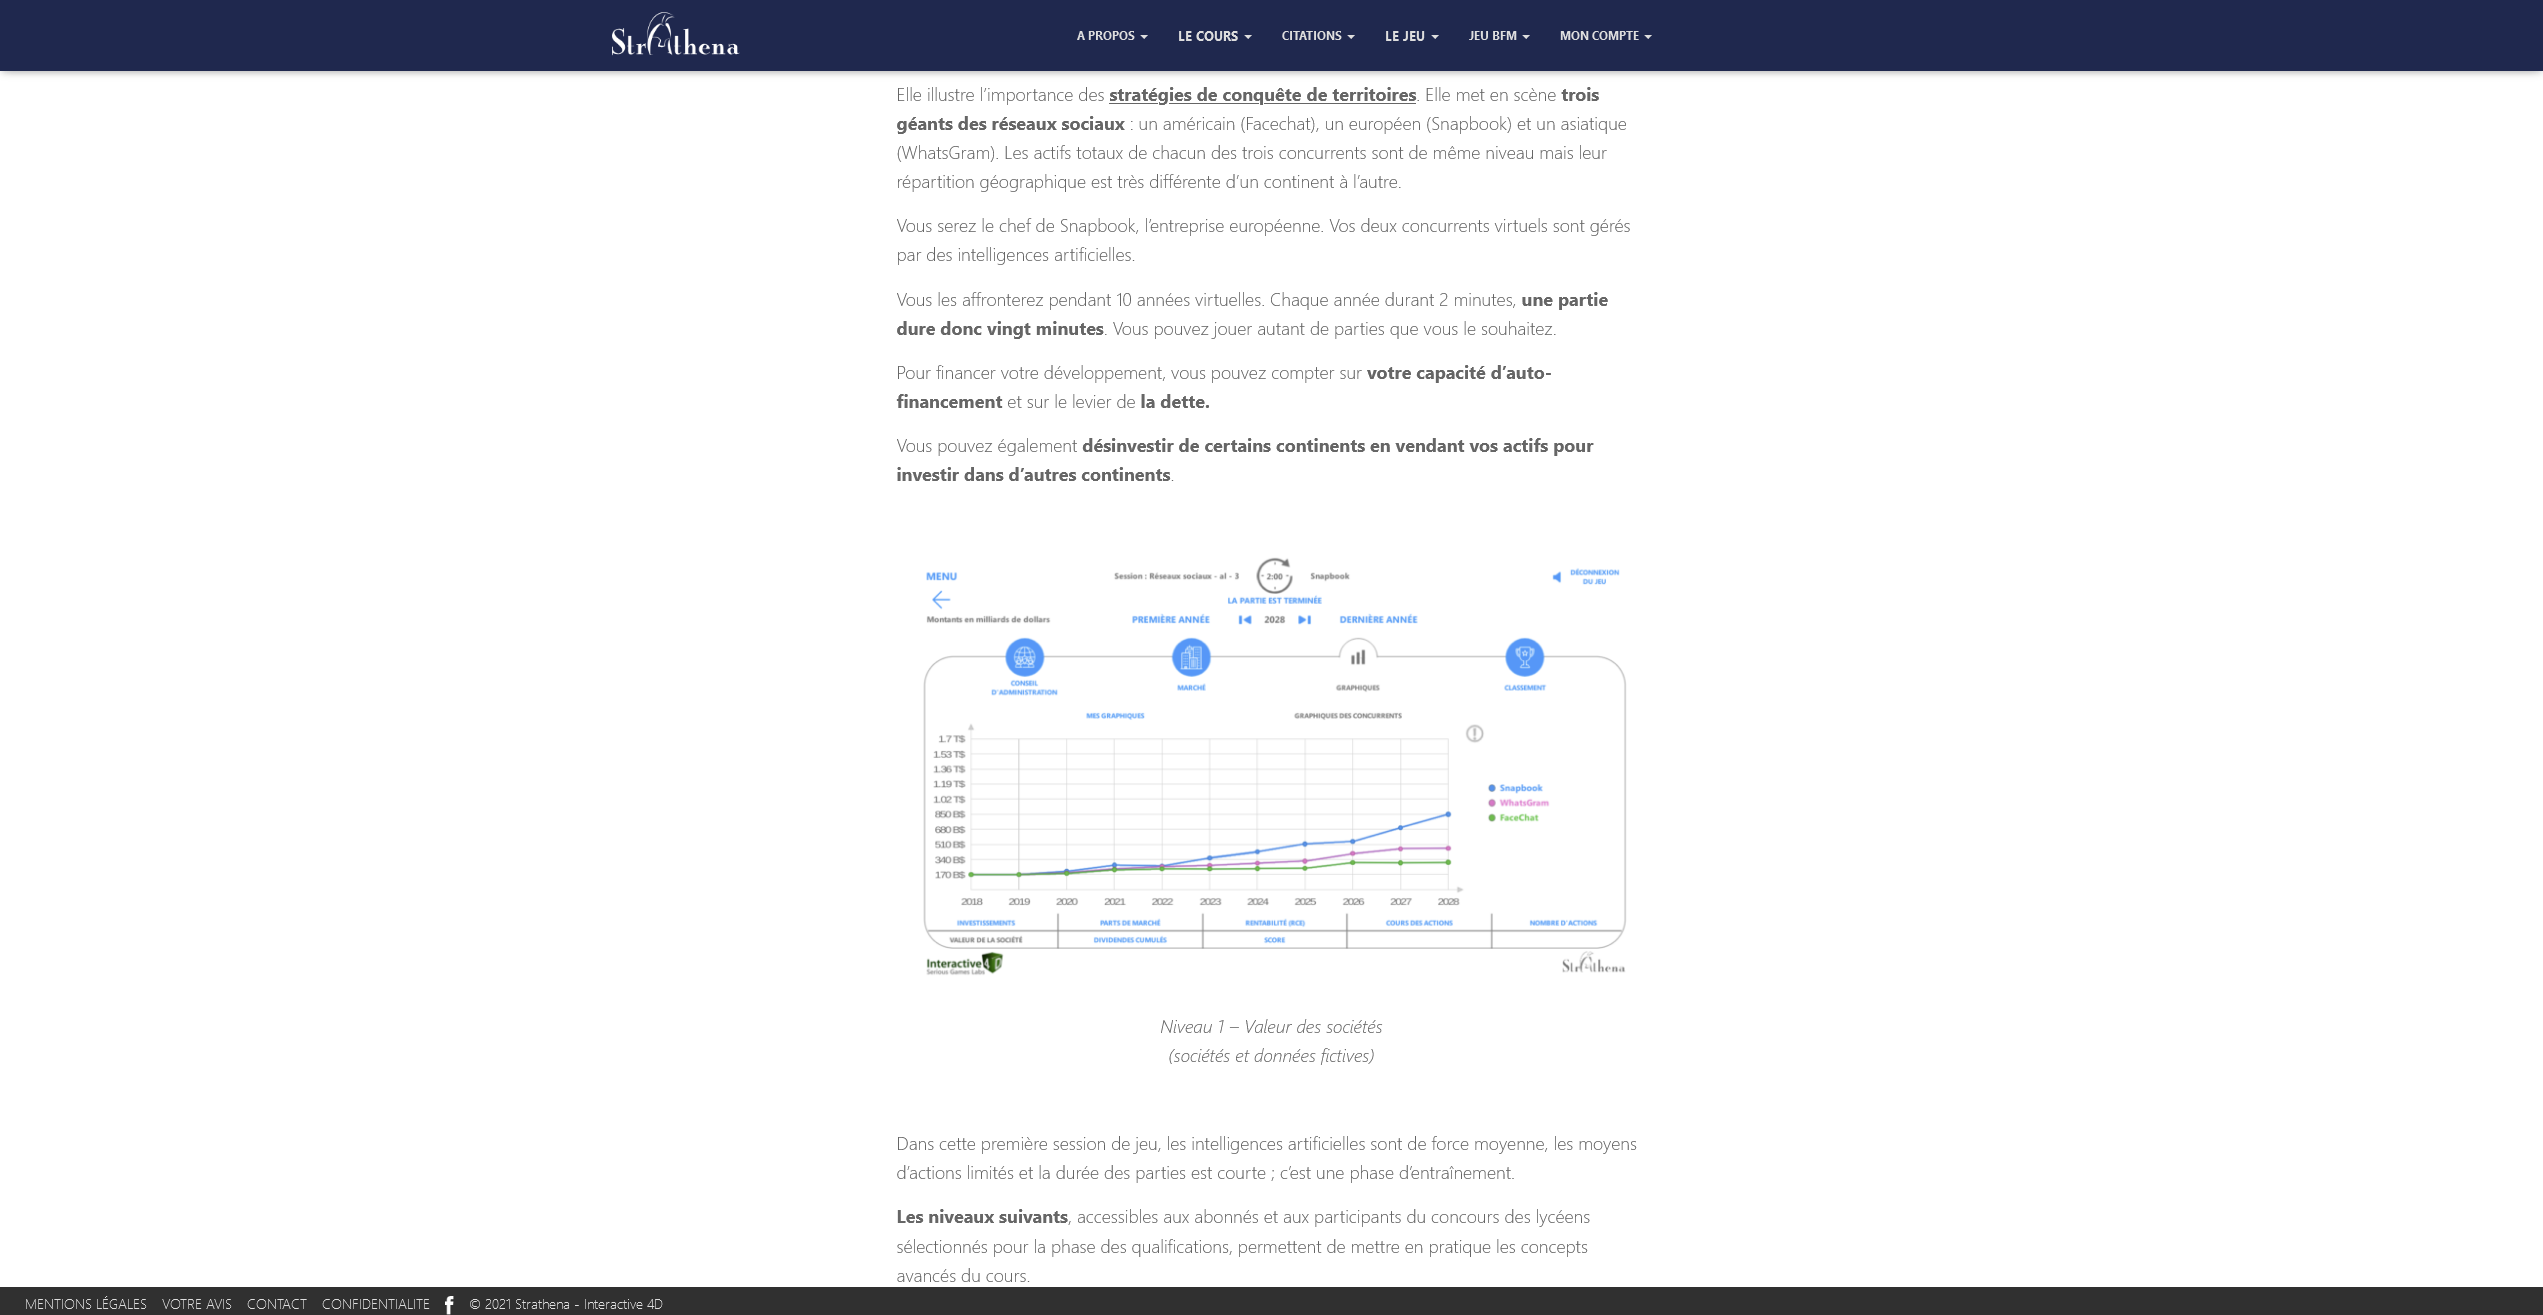 Strathena
A PROPOS
LE COURS
CITATIONS
LE JEU
JEU BFM
MON COMPTE
Elle illustre l’importance des stratégies de conquête de territoires. Elle met en scène trois
géants des réseaux sociaux : un américain (Facechat), un européen (Snapbook) et un asiatique
(WhatsGram). Les actifs totaux de chacun des trois concurrents sont de même niveau mais leur
répartition géographique est très différente d’un continent à l’autre.
Vous serez le chef de Snapbook, l’entreprise européenne. Vos deux concurrents virtuels sont gérés
par des intelligences artificielles.
Vous les affronterez pendant 10 années virtuelles. Chaque année durant 2 minutes, une partie
dure donc vingt minutes. Vous pouvez jouer autant de parties que vous le souhaitez.
Pour financer votre développement, vous pouvez compter sur votre capacité d’auto-
financement et sur le levier de la dette.
Vous pouvez également désinvestir de certains continents en vendant vos actifs pour
investir dans d’autres continents.
MENU
Session : Réseaux sociaux - al - 3
2:00
Snapbook
DÉCONNEXION
DU JEU
LA PARTIE EST TERMINÉE
Montants en milliards de dollars
PREMIÈRE ANNÉE
2028
DERNIÈRE ANNÉE
CONSEIL
D'ADMINISTRATION
MARCHÉ
GRAPHIQUES
CLASSEMENT
MES GRAPHIQUES
GRAPHIQUES DES CONCURRENTS
1.7 T$
1.53 T$
1.36 T$
1.19 T$
1.02 T$
850 B$
680 B$
510 B$
340 B$
170 B$
Snapbook
WhatsGram
FaceChat
2018 2019 2020 2021 2022 2023 2024 2025 2026 2027 2028
INVESTISSEMENTS
PARTS DE MARCHÉ
RENTABILITÉ (RCE)
COURS DES ACTIONS
NOMBRE D'ACTIONS
VALEUR DE LA SOCIÉTÉ
DIVIDENDES CUMULÉS
SCORE
Interactive 4D
Serious Games Labs
Strathena
Niveau 1 – Valeur des sociétés
(sociétés et données fictives)
Dans cette première session de jeu, les intelligences artificielles sont de force moyenne, les moyens
d’actions limités et la durée des parties est courte ; c’est une phase d’entraînement.
Les niveaux suivants, accessibles aux abonnés et aux participants du concours des lycéens
sélectionnés pour la phase des qualifications, permettent de mettre en pratique les concepts
avancés du cours.
MENTIONS LÉGALES
VOTRE AVIS
CONTACT
CONFIDENTIALITE
© 2021 Strathena - Interactive 4D